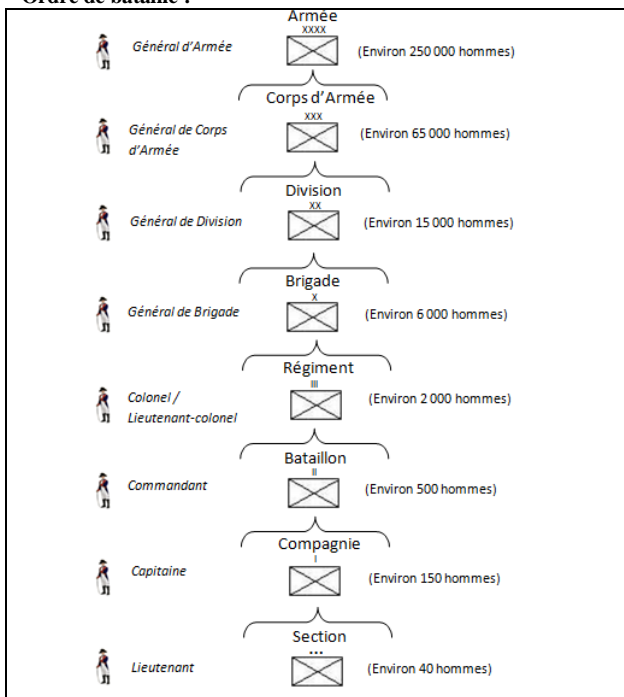 Ordre de bataille :
Armée
XXXX
Général d'Armée
(Environ 250 000 hommes)
Corps d'Armée
XXX
Général de Corps
d'Armée
(Environ 65 000 hommes)
Division
XX
Général de Division
(Environ 15 000 hommes)
Brigade
X
Général de Brigade
(Environ 6 000 hommes)
Régiment
III
Colonel /
Lieutenant-colonel
(Environ 2 000 hommes)
Bataillon
II
Commandant
(Environ 500 hommes)
Compagnie
I
Capitaine
(Environ 150 hommes)
Section
...
Lieutenant
(Environ 40 hommes)